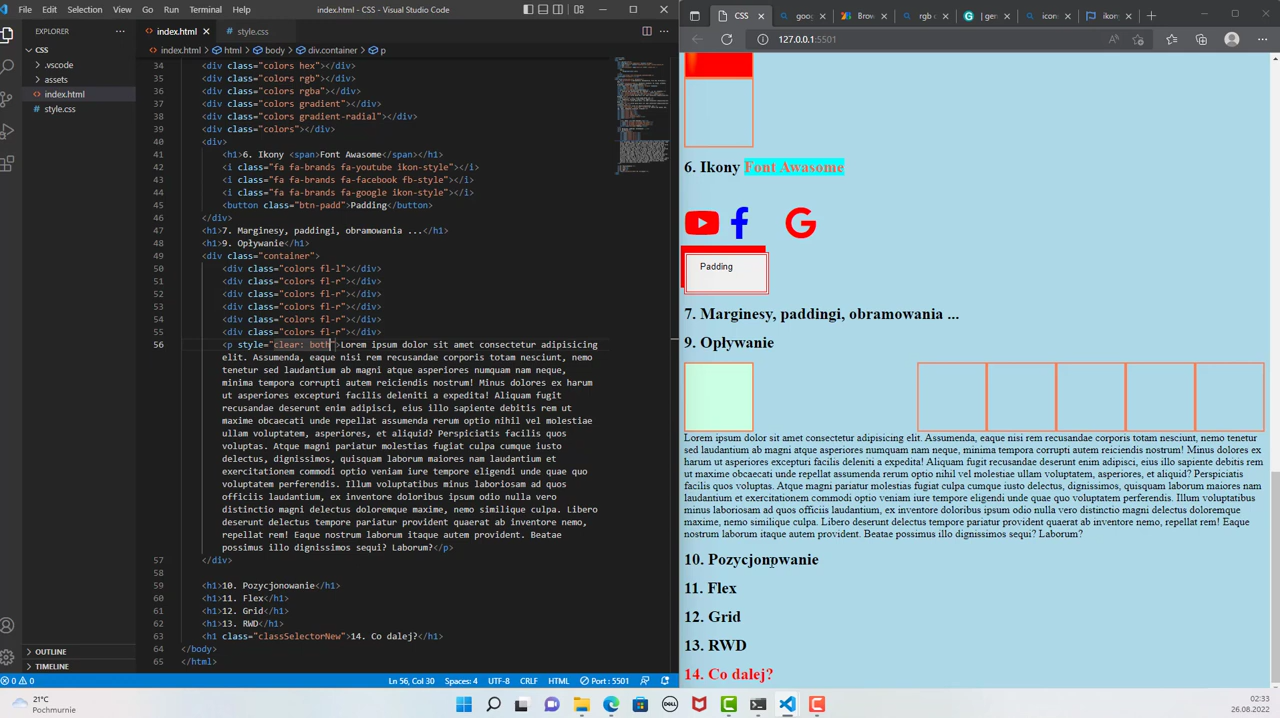 File Edit Selection View Go Run Terminal Help index.html - CSS - Visual Studio Code
EXPLORER
CSS
.vscode
assets
index.html
style.css
OUTLINE
TIMELINE
index.html style.css
index.html > html > body > div.container > p
34 <div class="colors hex"></div>
35 <div class="colors rgb"></div>
36 <div class="colors rgba"></div>
37 <div class="colors gradient"></div>
38 <div class="colors gradient-radial"></div>
39 <div class="colors"></div>
40 <div>
41 <h1>6. Ikony <span>Font Awasome</span></h1>
42 <i class="fa fa-brands fa-youtube ikon-style"></i>
43 <i class="fa fa-brands fa-facebook fb-style"></i>
44 <i class="fa fa-brands fa-google ikon-style"></i>
45 <button class="btn-padd">Padding</button>
46 </div>
47 <h1>7. Marginesy, paddingi, obramowania ...</h1>
48 <h1>9. Opływanie</h1>
49 <div class="container">
50 <div class="colors fl-l"></div>
51 <div class="colors fl-r"></div>
52 <div class="colors fl-r"></div>
53 <div class="colors fl-r"></div>
54 <div class="colors fl-r"></div>
55 <div class="colors fl-r"></div>
56 <p style="clear: both">Lorem ipsum dolor sit amet consectetur adipisicing
elit. Assumenda, eaque nisi rem recusandae corporis totam nesciunt, nemo
tenetur sed laudantium ab magni atque asperiores numquam nam neque,
minima tempora corrupti autem reiciendis nostrum! Minus dolores ex harum
ut asperiores excepturi facilis deleniti a expedita! Aliquam fugit
recusandae deserunt enim adipisci, eius illo sapiente debitis rem ut
maxime obcaecati unde repellat assumenda rerum optio nihil vel molestiae
ullam voluptatem, asperiores, et aliquid? Perspiciatis facilis quos
voluptas. Atque magni pariatur molestias fugiat culpa cumque iusto
delectus, dignissimos, quisquam laborum maiores nam laudantium et
exercitationem commodi optio veniam iure tempore eligendi unde quae quo
voluptatem perferendis. Illum voluptatibus minus laboriosam ad quos
officiis laudantium, ex inventore doloribus ipsum odio nulla vero
distinctio magni delectus doloremque maxime, nemo similique culpa. Libero
deserunt delectus tempore pariatur provident quaerat ab inventore nemo,
repellat rem! Eaque nostrum laborum itaque autem provident. Beatae
possimus illo dignissimos sequi? Laborum?</p>
57 </div>
58
59 <h1>10. Pozycjonowanie</h1>
60 <h1>11. Flex</h1>
61 <h1>12. Grid</h1>
62 <h1>13. RWD</h1>
63 <h1 class="classSelectorNew">14. Co dalej?</h1>
64 </body>
65 </html>
0 0 Ln 56, Col 30 Spaces: 4 UTF-8 CRLF HTML Port : 5501
CSS goog Brow rgb c | gen ikono ikony
127.0.0.1:5501
6. Ikony Font Awasome
Padding
7. Marginesy, paddingi, obramowania ...
9. Opływanie
Lorem ipsum dolor sit amet consectetur adipisicing elit. Assumenda, eaque nisi rem recusandae corporis totam nesciunt, nemo tenetur
sed laudantium ab magni atque asperiores numquam nam neque, minima tempora corrupti autem reiciendis nostrum! Minus dolores ex
harum ut asperiores excepturi facilis deleniti a expedita! Aliquam fugit recusandae deserunt enim adipisci, eius illo sapiente debitis rem
ut maxime obcaecati unde repellat assumenda rerum optio nihil vel molestiae ullam voluptatem, asperiores, et aliquid? Perspiciatis
facilis quos voluptas. Atque magni pariatur molestias fugiat culpa cumque iusto delectus, dignissimos, quisquam laborum maiores nam
laudantium et exercitationem commodi optio veniam iure tempore eligendi unde quae quo voluptatem perferendis. Illum voluptatibus
minus laboriosam ad quos officiis laudantium, ex inventore doloribus ipsum odio nulla vero distinctio magni delectus doloremque
maxime, nemo similique culpa. Libero deserunt delectus tempore pariatur provident quaerat ab inventore nemo, repellat rem! Eaque
nostrum laborum itaque autem provident. Beatae possimus illo dignissimos sequi? Laborum?
10. Pozycjonowanie
11. Flex
12. Grid
13. RWD
14. Co dalej?
21°C
Pochmurnie
02:33
26.08.2022